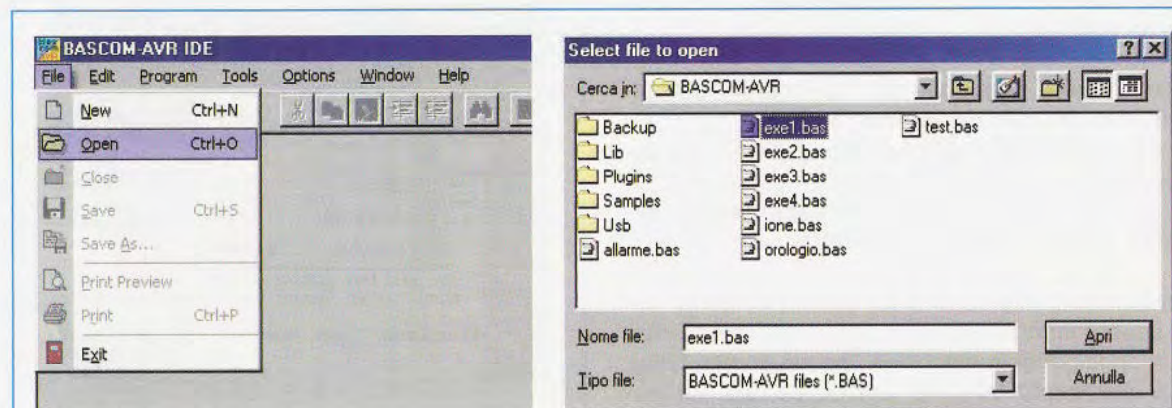 BASCOM-AVR IDE
File Edit Program Tools Options Window Help
New Ctrl+N
Open Ctrl+O
Close
Save Ctrl+S
Save As...
Print Preview
Print Ctrl+P
Exit
Select file to open
Cerca in: BASCOM-AVR
Backup
Lib
Plugins
Samples
Usb
allarme.bas
exe1.bas
exe2.bas
exe3.bas
exe4.bas
ione.bas
orologio.bas
test.bas
Nome file: exe1.bas Apri
Tipo file: BASCOM-AVR files (*.BAS) Annulla